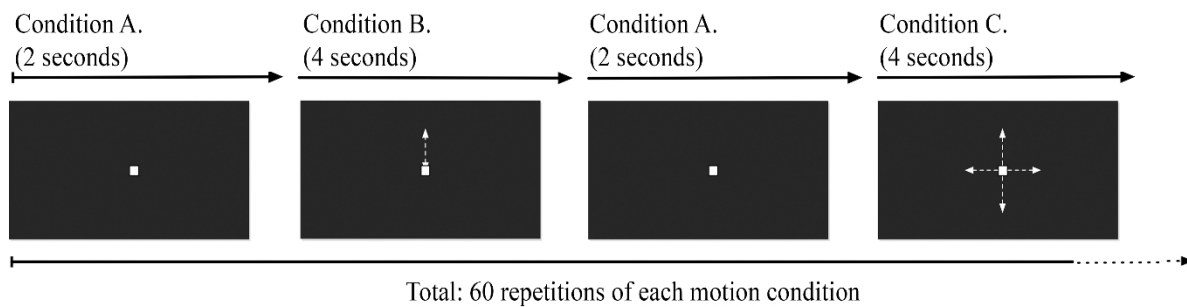 Condition A.
(2 seconds)
Condition B.
(4 seconds)
Condition A.
(2 seconds)
Condition C.
(4 seconds)
Total: 60 repetitions of each motion condition